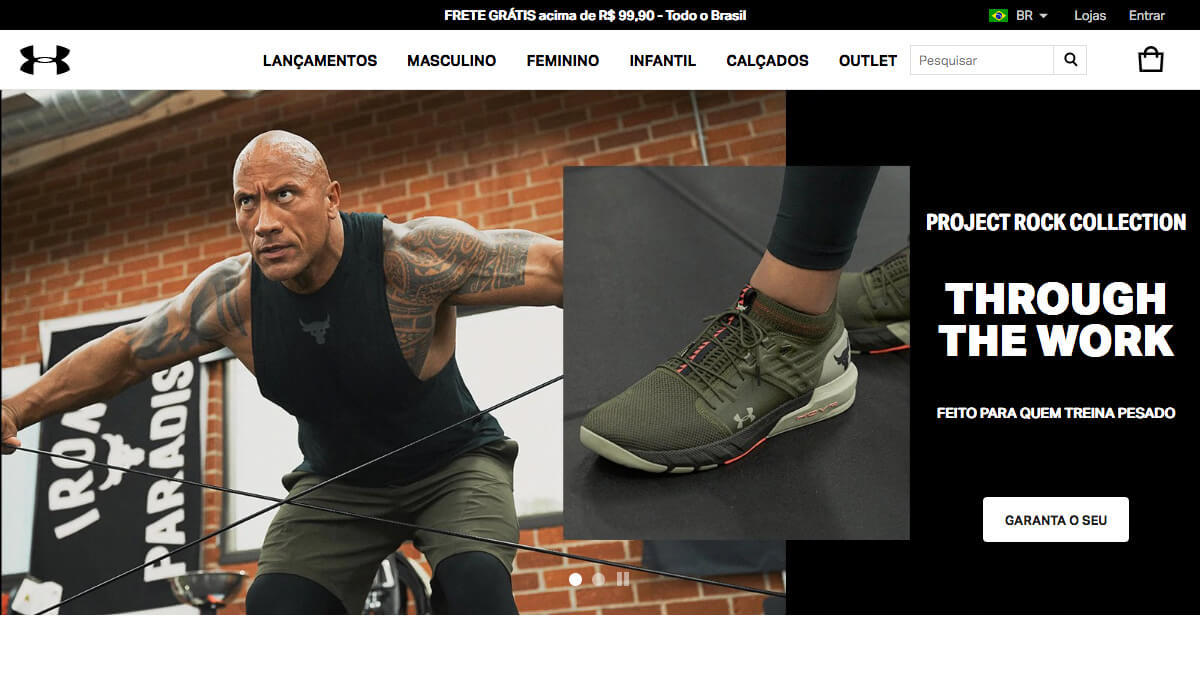 FRETE GRÁTIS acima de R$ 99,90 - Todo o Brasil
BR
Lojas
Entrar
LANÇAMENTOS
MASCULINO
FEMININO
INFANTIL
CALÇADOS
OUTLET
Pesquisar
IRON
PARADISE
PROJECT ROCK COLLECTION
THROUGH
THE WORK
FEITO PARA QUEM TREINA PESADO
GARANTA O SEU